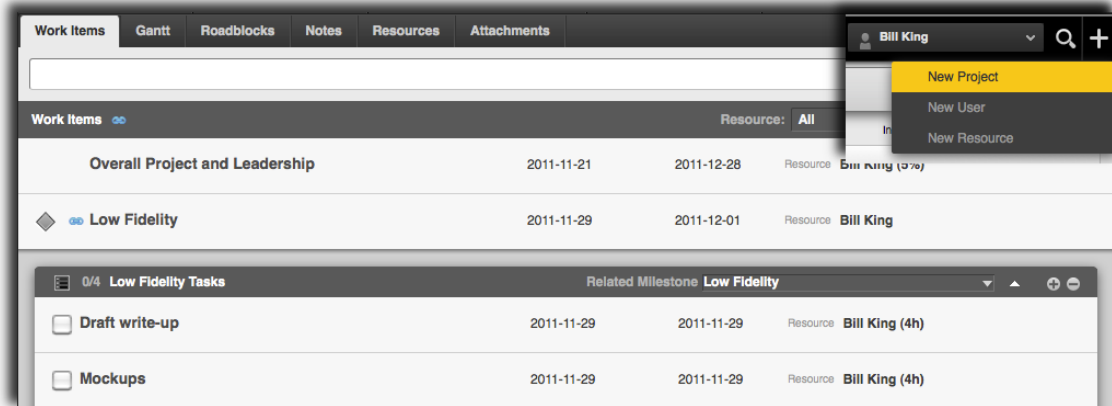 Work Items Gantt Roadblocks Notes Resources Attachments
Bill King
New Project
New User
New Resource
In
Work Items Resource: All
Overall Project and Leadership 2011-11-21 2011-12-28 Resource Bill King (5%)
Low Fidelity 2011-11-29 2011-12-01 Resource Bill King
0/4 Low Fidelity Tasks Related Milestone Low Fidelity
Draft write-up 2011-11-29 2011-11-29 Resource Bill King (4h)
Mockups 2011-11-29 2011-11-29 Resource Bill King (4h)